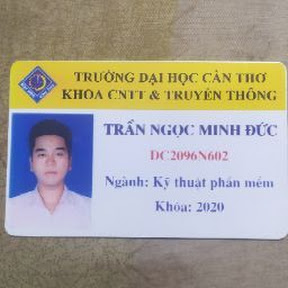 TRƯỜNG ĐẠI HỌC CẦN THƠ
KHOA CNTT & TRUYỀN THÔNG
TRẦN NGỌC MINH ĐỨC
DC2096N602
Ngành: Kỹ thuật phần mềm
Khóa: 2020